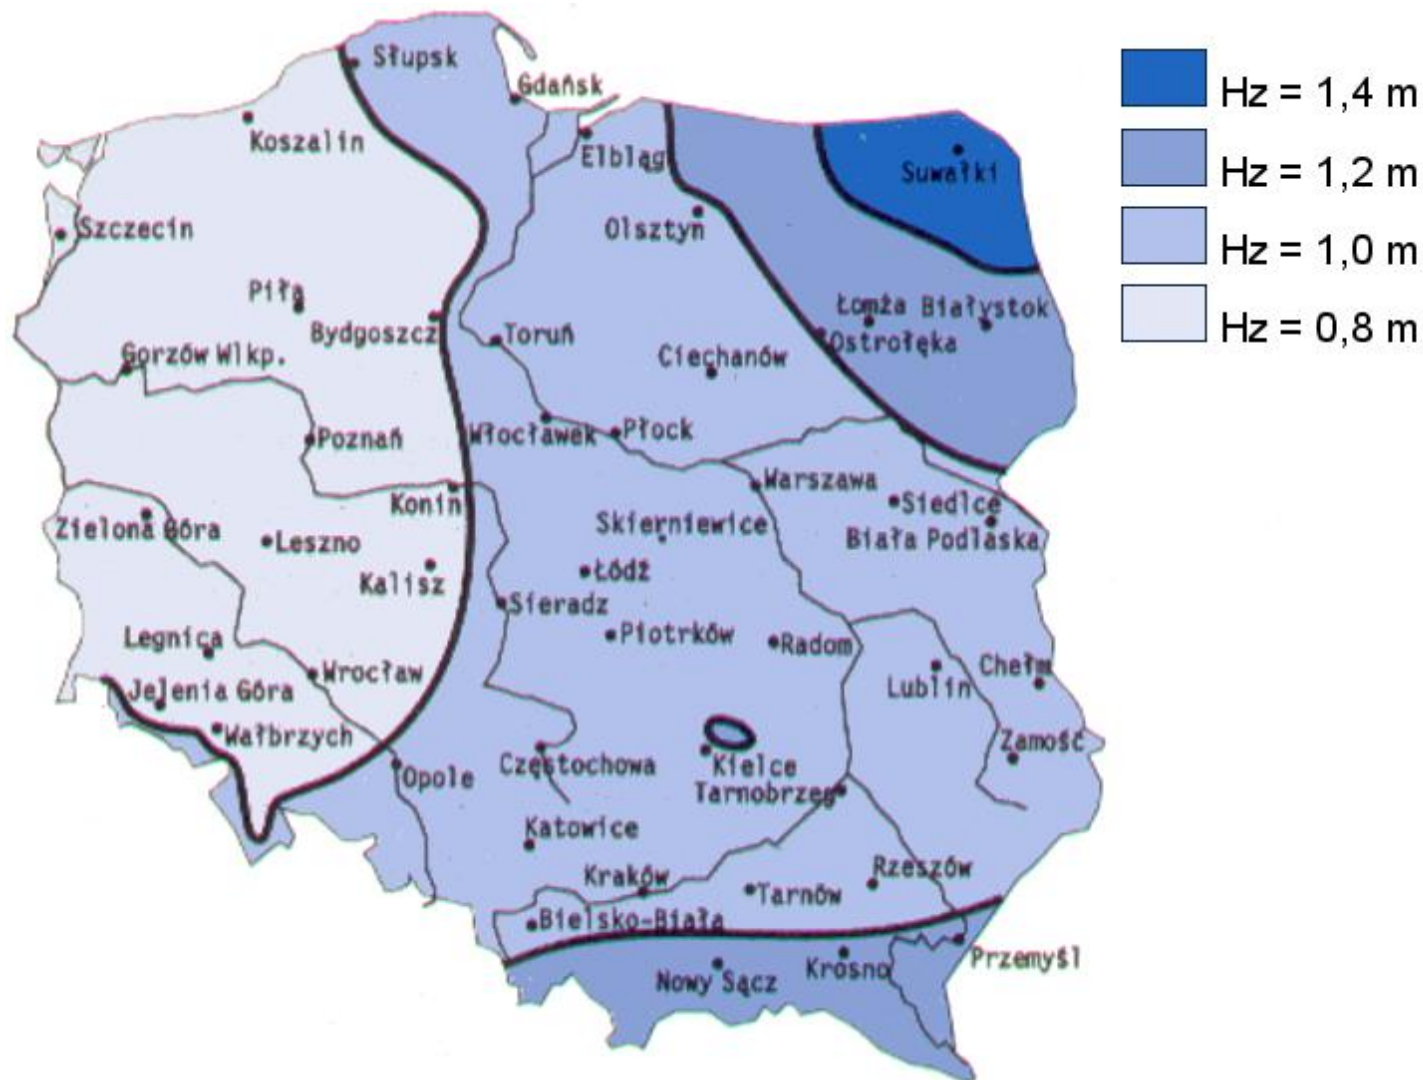 Słupsk
Gdańsk
Hz = 1,4 m
Koszalin
Elbląg
Suwałki
Hz = 1,2 m
Szczecin
Olsztyn
Hz = 1,0 m
Piła
Bydgoszcz
Toruń
Łomża
Białystok
Ostrołęka
Hz = 0,8 m
Gorzów Wlkp.
Ciechanów
Poznań
Włocławek
Płock
Warszawa
Konin
Siedlce
Zielona Góra
Leszno
Skierniewice
Biała Podlaska
Kalisz
Łódź
Sieradz
Legnica
Piotrków
Radom
Chełm
Wrocław
Lublin
Jelenia Góra
Wałbrzych
Zamość
Opole
Częstochowa
Kielce
Tarnobrzeg
Katowice
Kraków
Rzeszów
Tarnów
Bielsko-Biała
Przemyśl
Nowy Sącz
Krosno